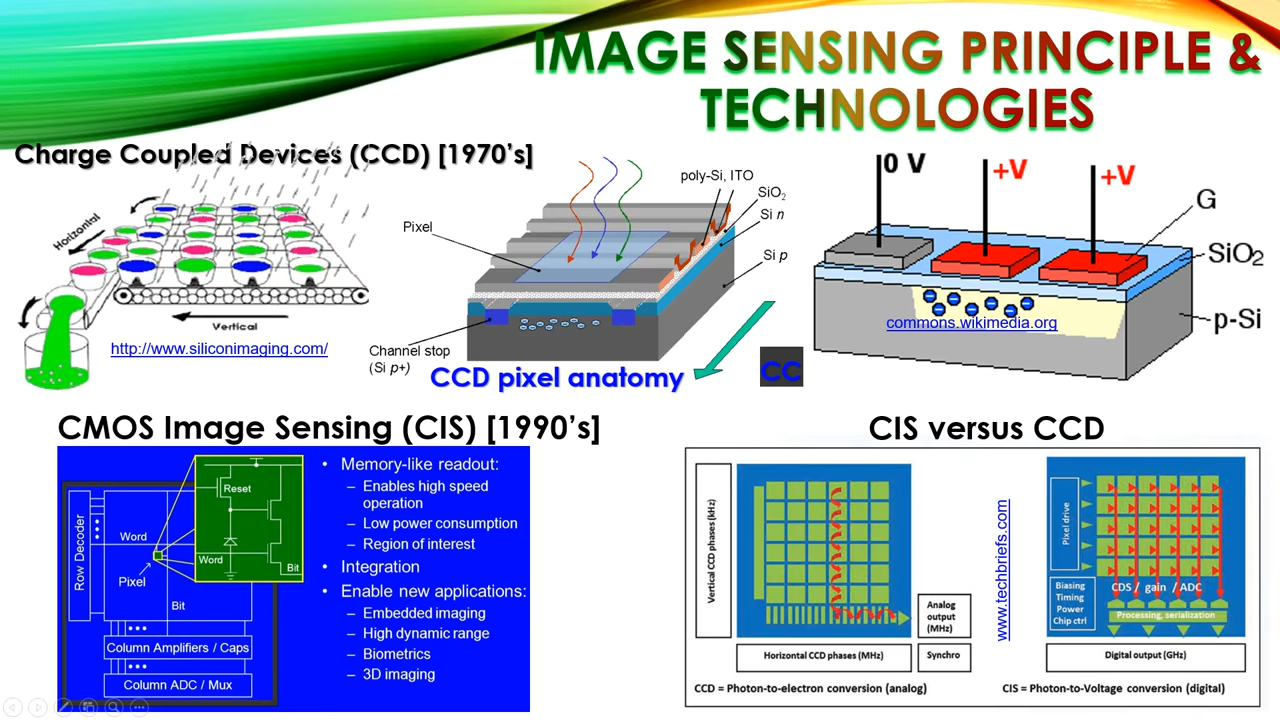 IMAGE SENSING PRINCIPLE &
TECHNOLOGIES
Charge Coupled Devices (CCD) [1970's]
Horizontal
Vertical
http://www.siliconimaging.com/
Pixel
poly-Si, ITO
SiO2
Si n
Si p
Channel stop
(Si p+)
CCD pixel anatomy
CC
0 V
+V
+V
G
SiO2
p-Si
commons.wikimedia.org
CMOS Image Sensing (CIS) [1990's]
Row Decoder
Word
Pixel
Bit
Reset
Word
Bit
Column Amplifiers / Caps
Column ADC / Mux
• Memory-like readout:
– Enables high speed
operation
– Low power consumption
– Region of interest
• Integration
• Enable new applications:
– Embedded imaging
– High dynamic range
– Biometrics
– 3D imaging
CIS versus CCD
Vertical CCD phases (kHz)
Analog
output
(MHz)
Horizontal CCD phases (MHz)
Synchro
CCD = Photon-to-electron conversion (analog)
www.techbriefs.com
Pixel drive
Biasing
Timing
Power
Chip ctrl
CDS / gain / ADC
Processing, serialization
Digital output (GHz)
CIS = Photon-to-Voltage conversion (digital)